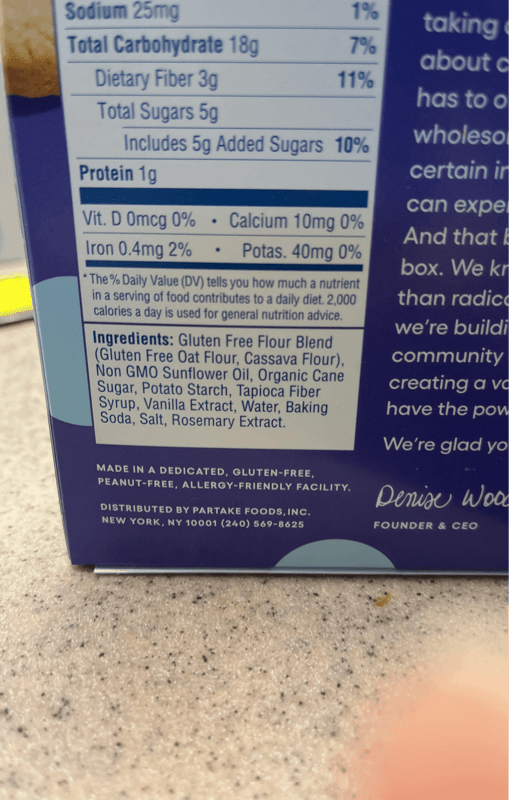 Sodium 25mg 1%
Total Carbohydrate 18g 7%
Dietary Fiber 3g 11%
Total Sugars 5g
Includes 5g Added Sugars 10%
Protein 1g
Vit. D 0mcg 0% • Calcium 10mg 0%
Iron 0.4mg 2% • Potas. 40mg 0%
*The % Daily Value (DV) tells you how much a nutrient
in a serving of food contributes to a daily diet. 2,000
calories a day is used for general nutrition advice.
Ingredients: Gluten Free Flour Blend
(Gluten Free Oat Flour, Cassava Flour),
Non GMO Sunflower Oil, Organic Cane
Sugar, Potato Starch, Tapioca Fiber
Syrup, Vanilla Extract, Water, Baking
Soda, Salt, Rosemary Extract.
MADE IN A DEDICATED, GLUTEN-FREE,
PEANUT-FREE, ALLERGY-FRIENDLY FACILITY.
DISTRIBUTED BY PARTAKE FOODS, INC.
NEW YORK, NY 10001 (240) 569-8625
taking
about
has to
certain
can
And that
box. We
than
we're
community
creating a
have the
We're glad
Denise
FOUNDER & CEO